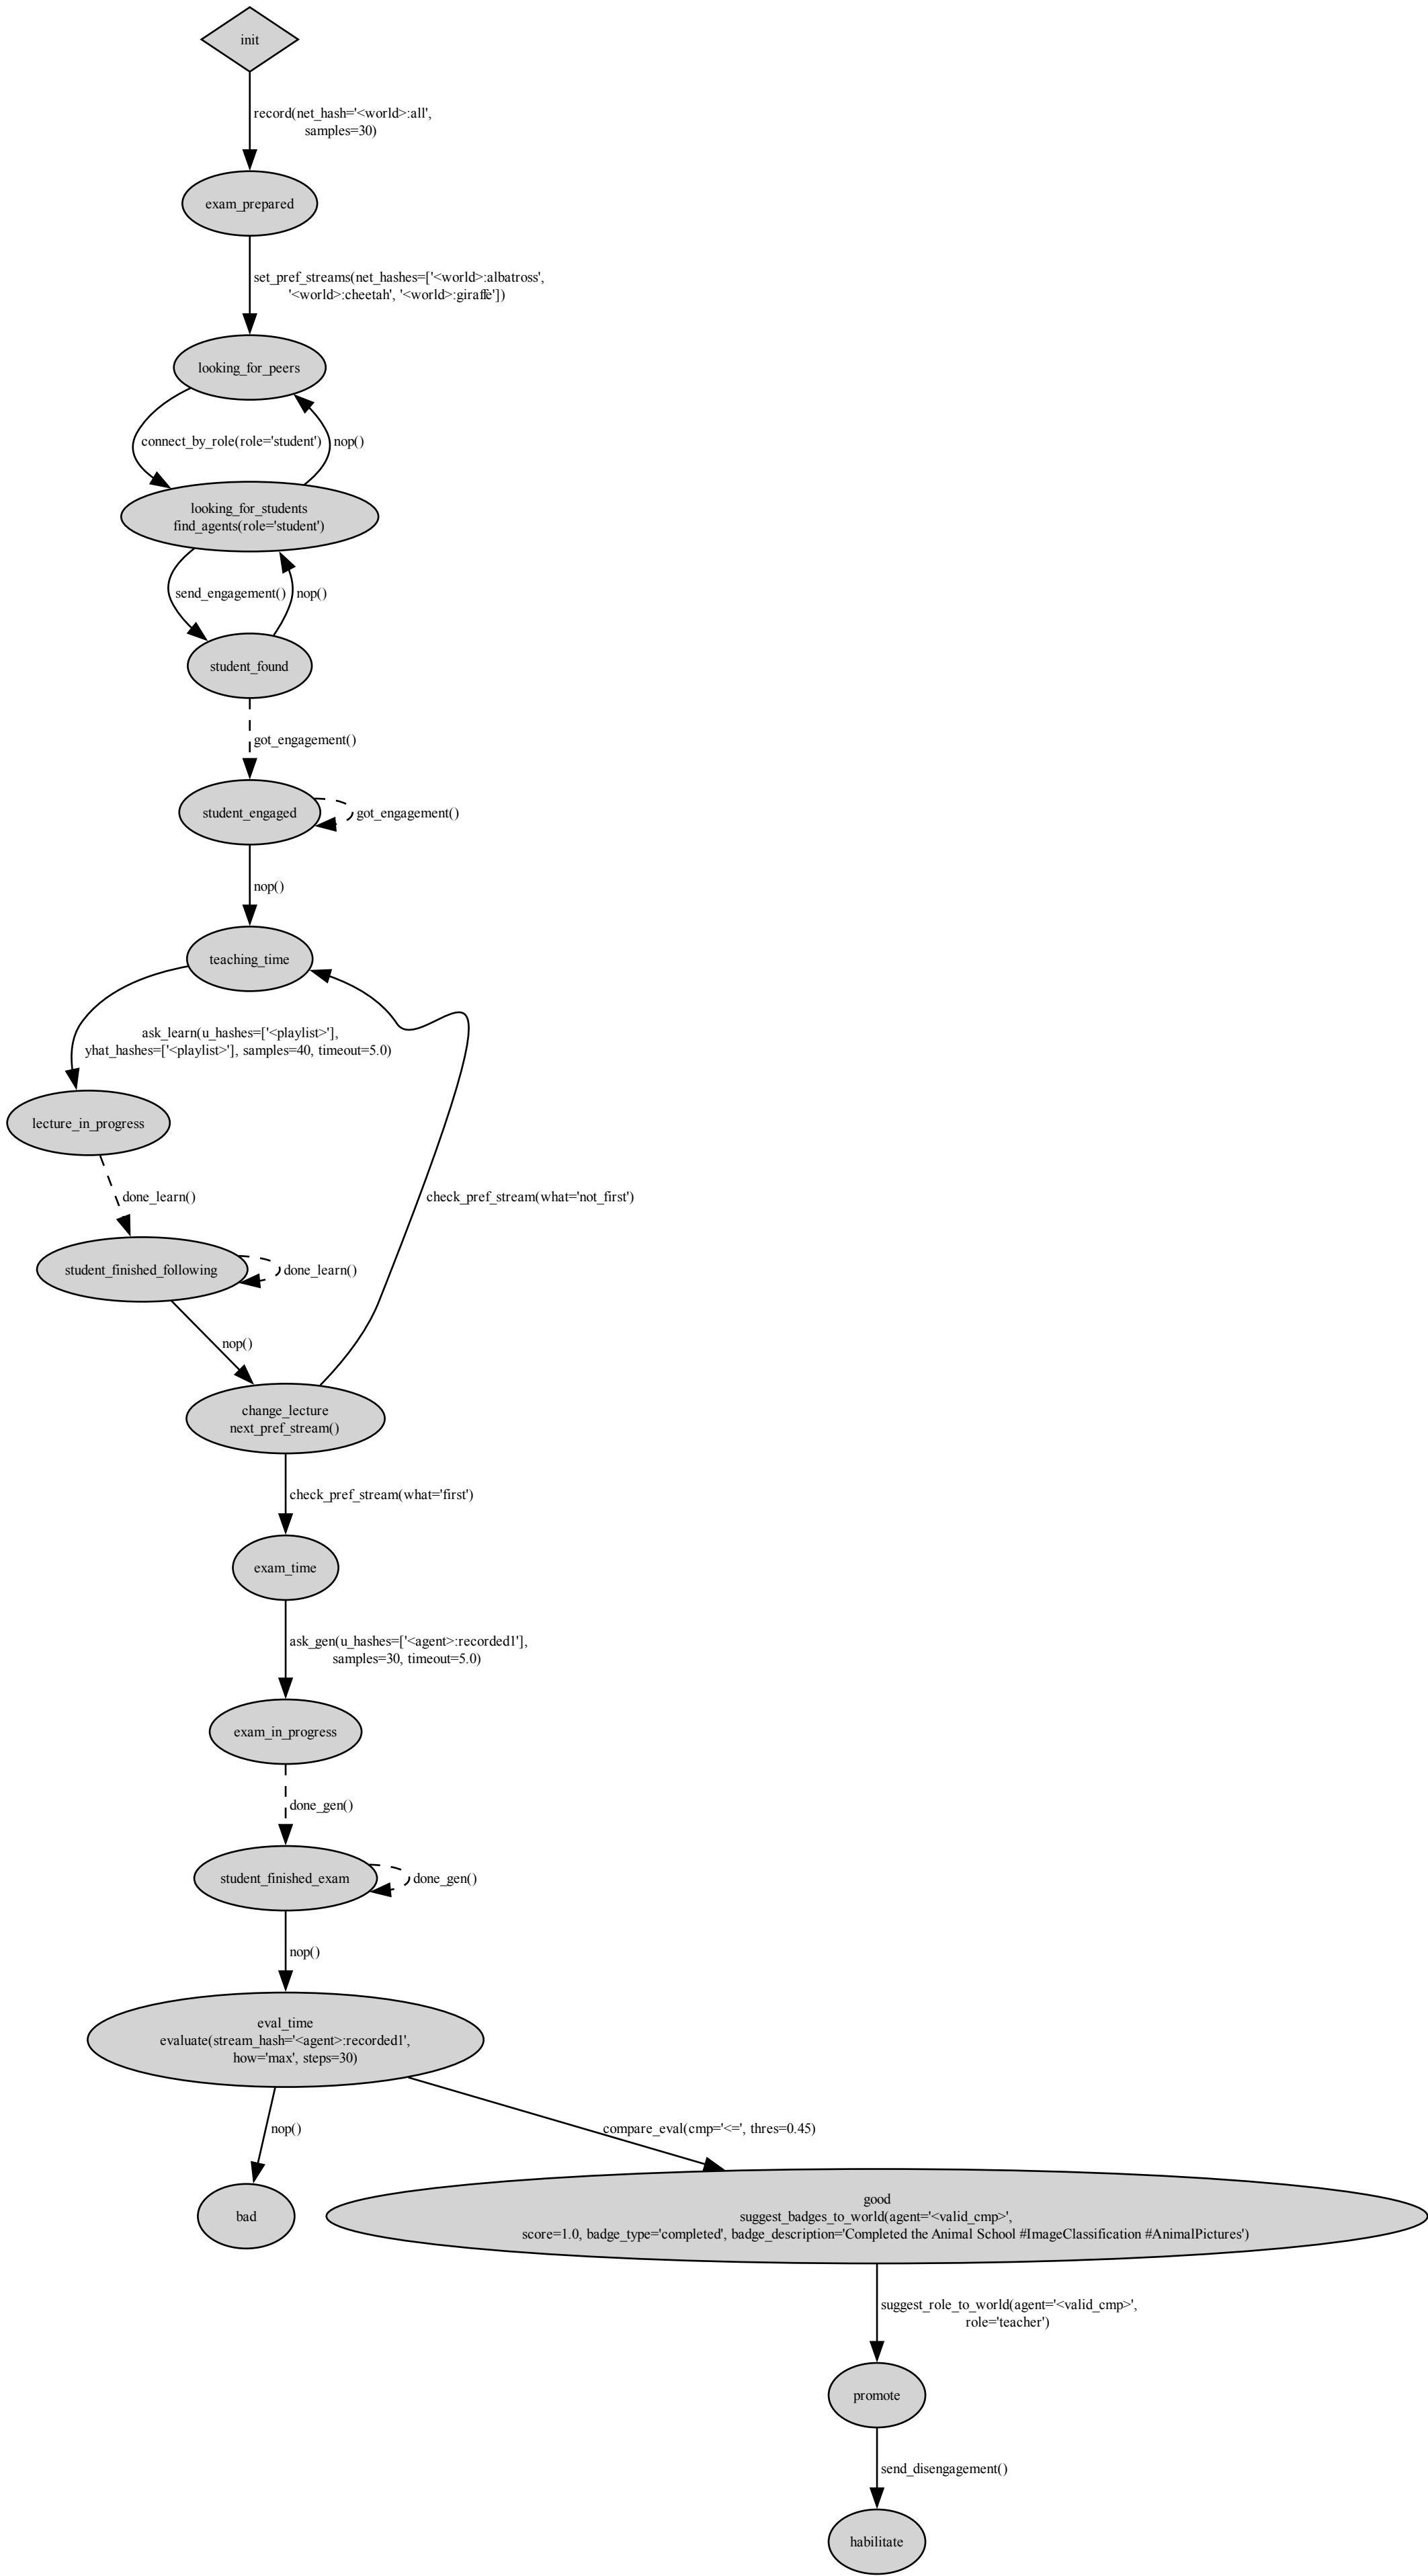 init
record(net_hash='<world>:all',
samples=30)
exam_prepared
set_pref_streams(net_hashes=['<world>:albatross',
'<world>:cheetah', '<world>:giraffe'])
looking_for_peers
connect_by_role(role='student')
nop()
looking_for_students
find_agents(role='student')
send_engagement()
nop()
student_found
got_engagement()
student_engaged
got_engagement()
nop()
teaching_time
ask_learn(u_hashes=['<playlist>'],
yhat_hashes=['<playlist>'], samples=40, timeout=5.0)
lecture_in_progress
done_learn()
check_pref_stream(what='not_first')
student_finished_following
done_learn()
nop()
change_lecture
next_pref_stream()
check_pref_stream(what='first')
exam_time
ask_gen(u_hashes=['<agent>:recorded1'],
samples=30, timeout=5.0)
exam_in_progress
done_gen()
student_finished_exam
done_gen()
nop()
eval_time
evaluate(stream_hash='<agent>:recorded1',
how='max', steps=30)
nop()
compare_eval(cmp='<=', thres=0.45)
bad
good
suggest_badges_to_world(agent='<valid_cmp>',
score=1.0, badge_type='completed', badge_description='Completed the Animal School #ImageClassification #AnimalPictures')
suggest_role_to_world(agent='<valid_cmp>',
role='teacher')
promote
send_disengagement()
habilitate